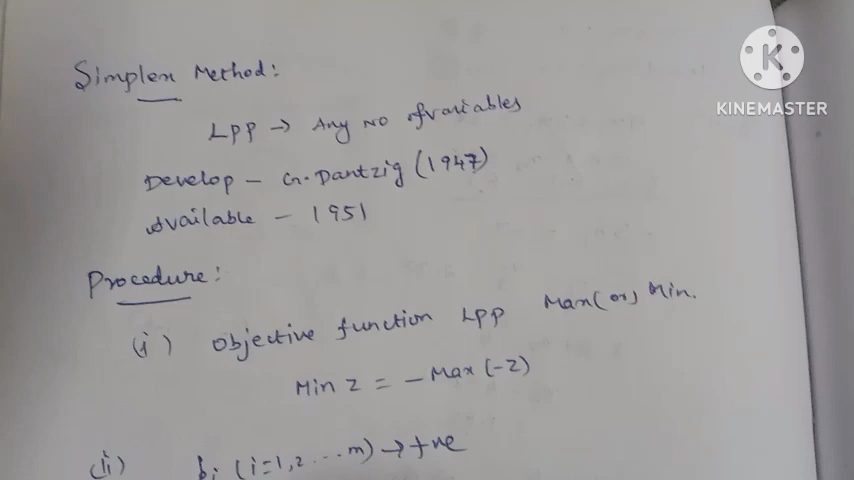 Simplex Method:
LPP → Any No of variables
Develop - G. Dantzig (1947)
Available - 1951
Procedure:
(i) Objective function LPP Max (or) Min.
Min Z = - Max (-Z)
(ii) bi (i=1,2 ... m) → +ve
K
KINEMASTER